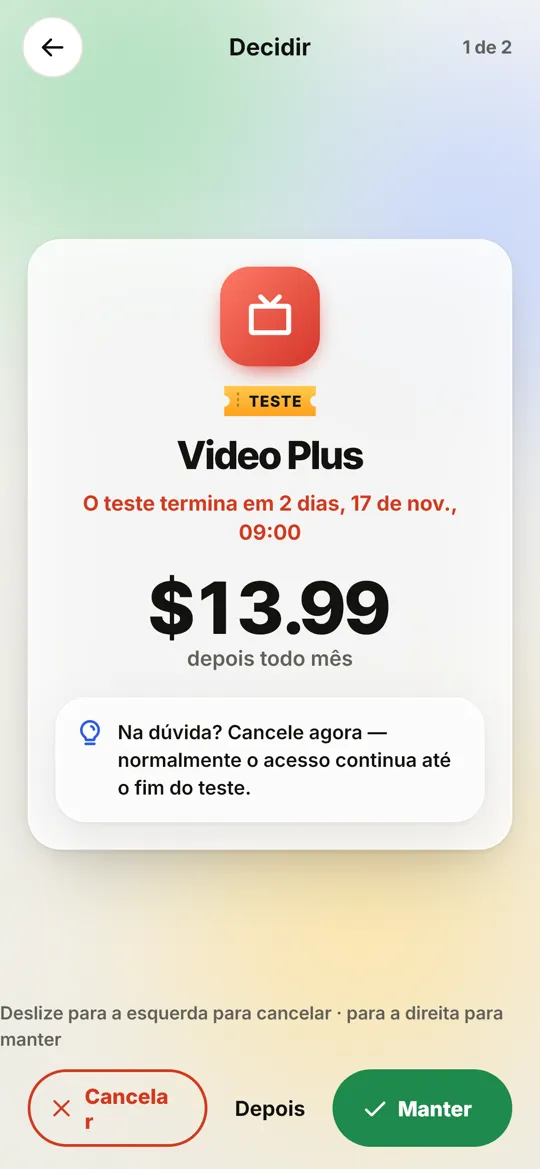 Decidir
1 de 2
TESTE
Video Plus
O teste termina em 2 dias, 17 de nov.,
09:00
$13.99
depois todo mês
Na dúvida? Cancele agora —
normalmente o acesso continua até
o fim do teste.
Deslize para a esquerda para cancelar · para a direita para
manter
Cancela
r
Depois
Manter